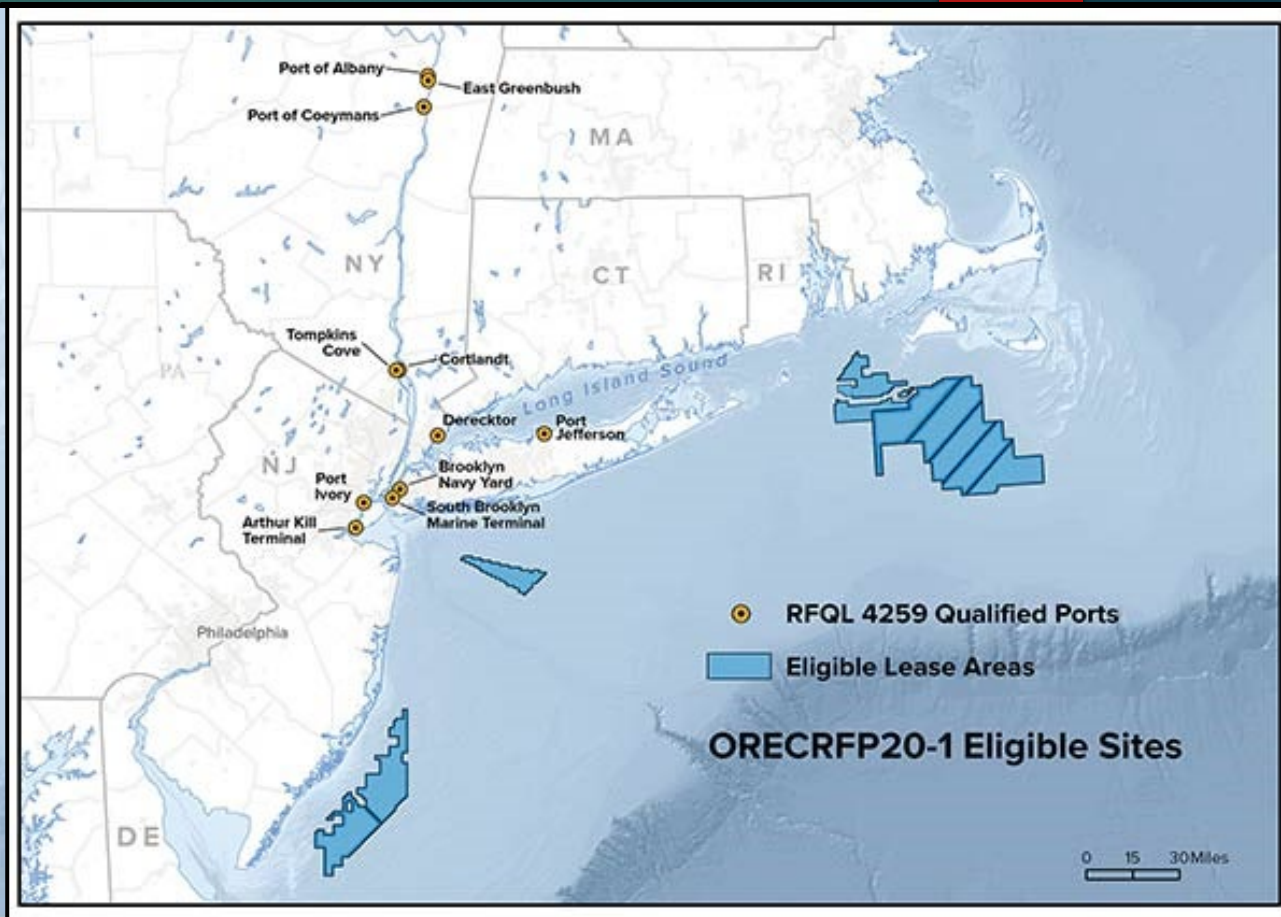 Port of Albany
East Greenbush
Port of Coeymans
MA
NY
CT
RI
Tompkins
Cove
Cortlandt
PA
Long Island Sound
Derecktor
Port
Jefferson
NJ
Port
Ivory
Brooklyn
Navy Yard
South Brooklyn
Marine Terminal
Arthur Kill
Terminal
RFQL 4259 Qualified Ports
Philadelphia
Eligible Lease Areas
ORECRFP20-1 Eligible Sites
DE
0 15 30 Miles